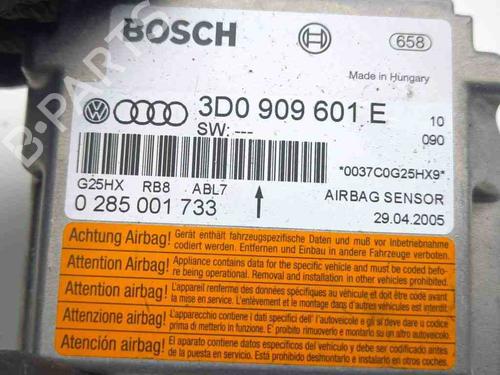 BOSCH
658
Made in Hungary
3D0 909 601 E
10
SW: ---
090
*0037C0G25HX9*
G25HX RB8 ABL7
AIRBAG SENSOR
0 285 001 733
29.04.2005
Achtung Airbag!
Gerät enthält fahrzeugspezifische Daten und muß vor Inbetriebnahme
codiert werden. Entfernen und Einbau in andere Fahrzeuge verboten.
Attention Airbag!
Appliance contains data for the specific vehicle and must be coded befo-
re being operated. Removal and installation in other vehicles prohibited.
Attention Airbag!
L'appareil renferme des données spécifiques au véhicule et il doit être codé avant
la mise en service. L'enlèvement et le montage dans d'autres véhicules est interdit.
Attenzione airbag!
L'apparecchio contiene i dati specifici dell'autoveicolo e gli si deve dare un codice
prima di metterlo in funzione. E' proibito rimuoverlo e montarlo su altri autoveicoli.
Atención airbag!
El aparato contiene datos específicos del vehículo y debe ser codificado antes
de la puesta en servicio. Está prohibido desmontarlo e instalarlo en otros coches.